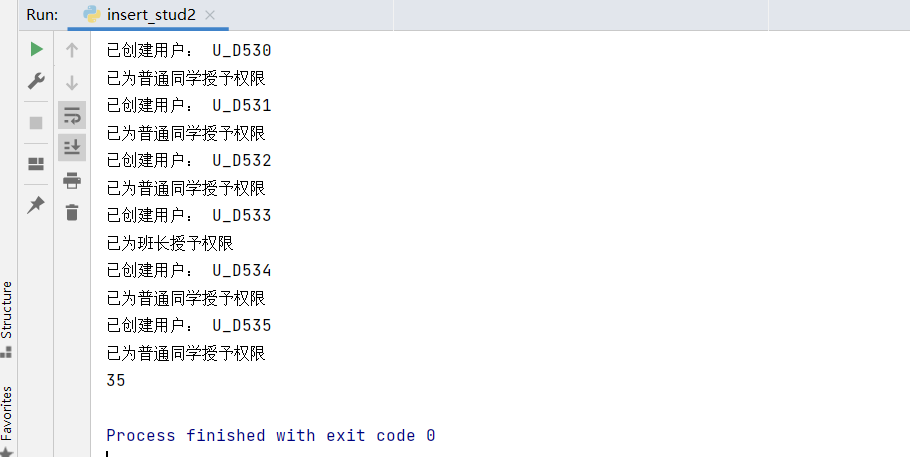 Run: insert_stud2
已创建用户： U_D530
已为普通同学授予权限
已创建用户： U_D531
已为普通同学授予权限
已创建用户： U_D532
已为普通同学授予权限
已创建用户： U_D533
已为班长授予权限
已创建用户： U_D534
已为普通同学授予权限
已创建用户： U_D535
已为普通同学授予权限
35
Process finished with exit code 0
Structure
Favorites